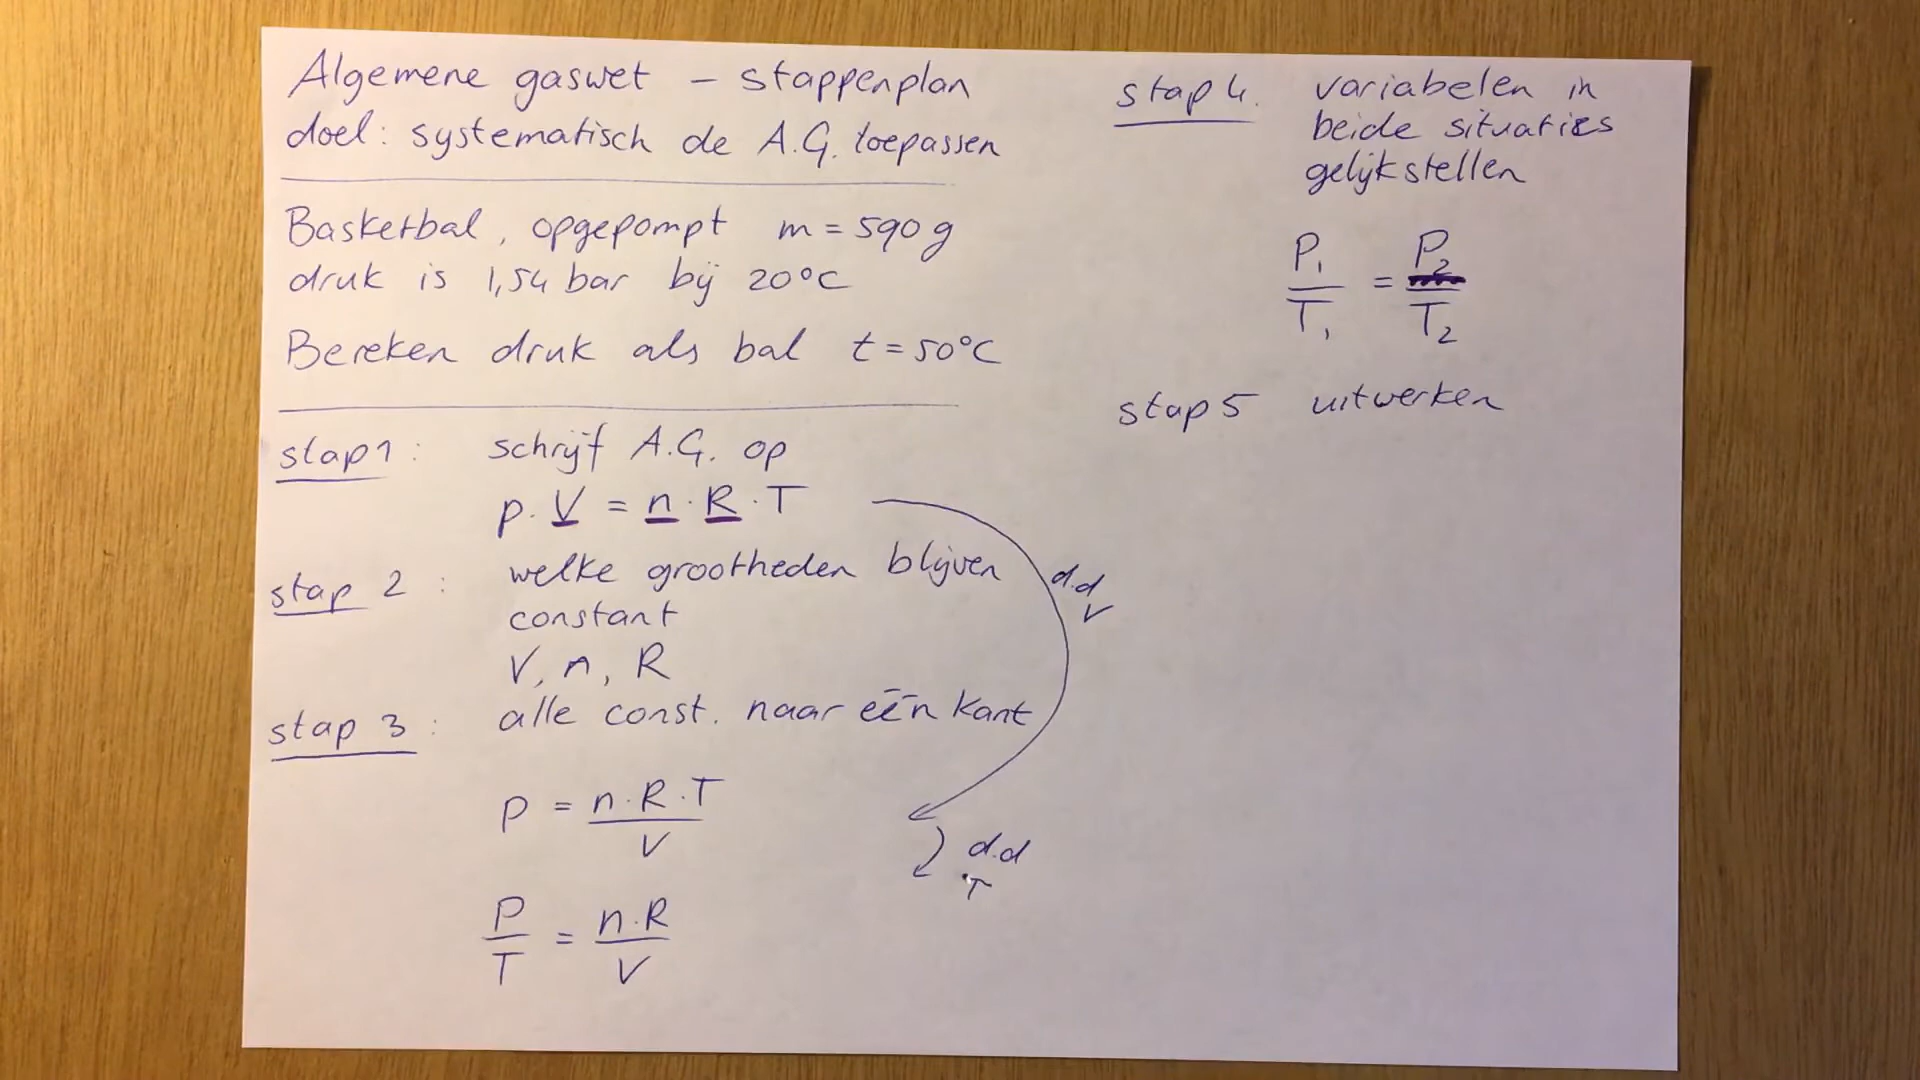 Algemene gaswet – stappenplan
doel: systematisch de A.G. toepassen
Basketbal, opgepompt m = 590 g
druk is 1,54 bar bij 20°C
Bereken druk als bal t = 50°C
stap 1: schrijf A.G. op
p · V = n · R · T
d.d
V
stap 2: welke grootheden blijven
constant
V, n, R
stap 3: alle const. naar één kant
P = n · R · T / V
d.d
T
P / T = n · R / V
stap 4. variabelen in
beide situaties
gelijkstellen
P₁ / T₁ = P₂ / T₂
stap 5 uitwerken